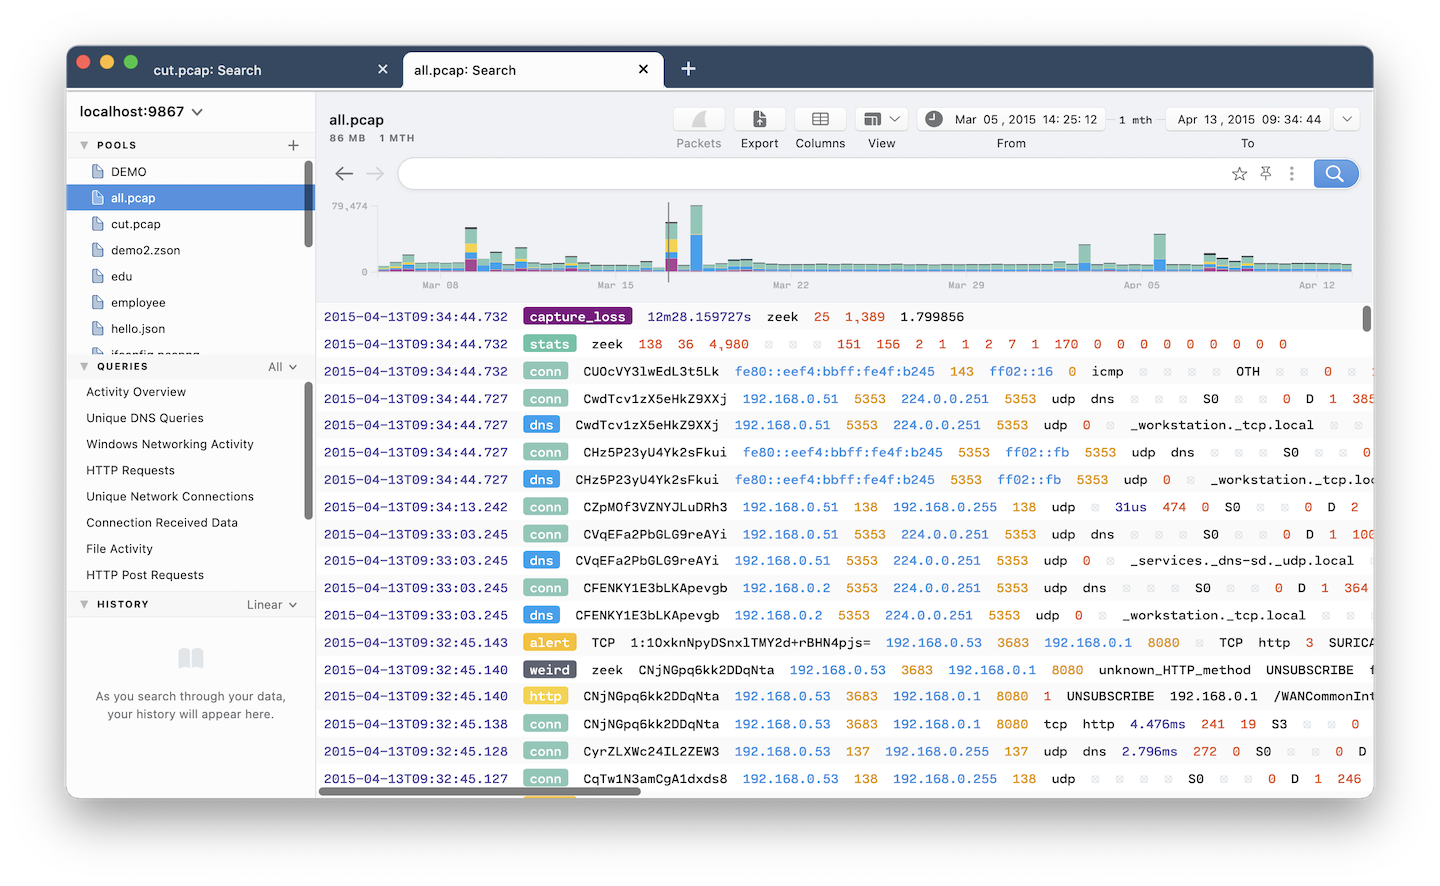 cut.pcap: Search
all.pcap: Search
localhost:9867
POOLS
DEMO
all.pcap
cut.pcap
demo2.zson
edu
employee
hello.json
QUERIES All
Activity Overview
Unique DNS Queries
Windows Networking Activity
HTTP Requests
Unique Network Connections
Connection Received Data
File Activity
HTTP Post Requests
HISTORY Linear
As you search through your data,
your history will appear here.
all.pcap
86 MB 1 MTH
Packets
Export
Columns
View
Mar 05 , 2015 14: 25: 12
From
1 mth
Apr 13 , 2015 09: 34: 44
To
79,474
0
Mar 08 Mar 15 Mar 22 Mar 29 Apr 05 Apr 12
2015-04-13T09:34:44.732 capture_loss 12m28.159727s zeek 25 1,389 1.799856
2015-04-13T09:34:44.732 stats zeek 138 36 4,980 151 156 2 1 1 2 7 1 170 0 0 0 0 0 0 0 0 0
2015-04-13T09:34:44.732 conn CUOcVY3lwEdL3t5Lk fe80::eef4:bbff:fe4f:b245 143 ff02::16 0 icmp OTH 0
2015-04-13T09:34:44.727 conn CwdTcv1zX5eHkZ9XXj 192.168.0.51 5353 224.0.0.251 5353 udp dns S0 0 D 1 385
2015-04-13T09:34:44.727 dns CwdTcv1zX5eHkZ9XXj 192.168.0.51 5353 224.0.0.251 5353 udp 0 _workstation._tcp.local
2015-04-13T09:34:44.727 conn CHz5P23yU4Yk2sFkui fe80::eef4:bbff:fe4f:b245 5353 ff02::fb 5353 udp dns S0 0
2015-04-13T09:34:44.727 dns CHz5P23yU4Yk2sFkui fe80::eef4:bbff:fe4f:b245 5353 ff02::fb 5353 udp 0 _workstation._tcp.loc
2015-04-13T09:34:13.242 conn CZpMOf3VZNYJLuDRh3 192.168.0.51 138 192.168.0.255 138 udp 31us 474 0 S0 0 D 2
2015-04-13T09:33:03.245 conn CVqEFa2PbGLG9reAYi 192.168.0.51 5353 224.0.0.251 5353 udp dns S0 0 D 1 100
2015-04-13T09:33:03.245 dns CVqEFa2PbGLG9reAYi 192.168.0.51 5353 224.0.0.251 5353 udp 0 _services._dns-sd._udp.local
2015-04-13T09:33:03.245 conn CFENKY1E3bLKApevgb 192.168.0.2 5353 224.0.0.251 5353 udp dns S0 0 D 1 364
2015-04-13T09:33:03.245 dns CFENKY1E3bLKApevgb 192.168.0.2 5353 224.0.0.251 5353 udp 0 _workstation._tcp.local
2015-04-13T09:32:45.143 alert TCP 1:1OxknNpyDSnxlTMY2d+rBHN4pjs= 192.168.0.53 3683 192.168.0.1 8080 TCP http 3 SURICA
2015-04-13T09:32:45.140 weird zeek CNjNGpq6kk2DDqNta 192.168.0.53 3683 192.168.0.1 8080 unknown_HTTP_method UNSUBSCRIBE f
2015-04-13T09:32:45.140 http CNjNGpq6kk2DDqNta 192.168.0.53 3683 192.168.0.1 8080 1 UNSUBSCRIBE 192.168.0.1 /WANCommonInt
2015-04-13T09:32:45.138 conn CNjNGpq6kk2DDqNta 192.168.0.53 3683 192.168.0.1 8080 tcp http 4.476ms 241 19 S3 0
2015-04-13T09:32:45.128 conn CyrZLXWc24IL2ZEW3 192.168.0.53 137 192.168.0.255 137 udp dns 2.796ms 272 0 S0 0 D
2015-04-13T09:32:45.127 conn CqTw1N3amCgA1dxds8 192.168.0.53 138 192.168.0.255 138 udp S0 0 D 1 246